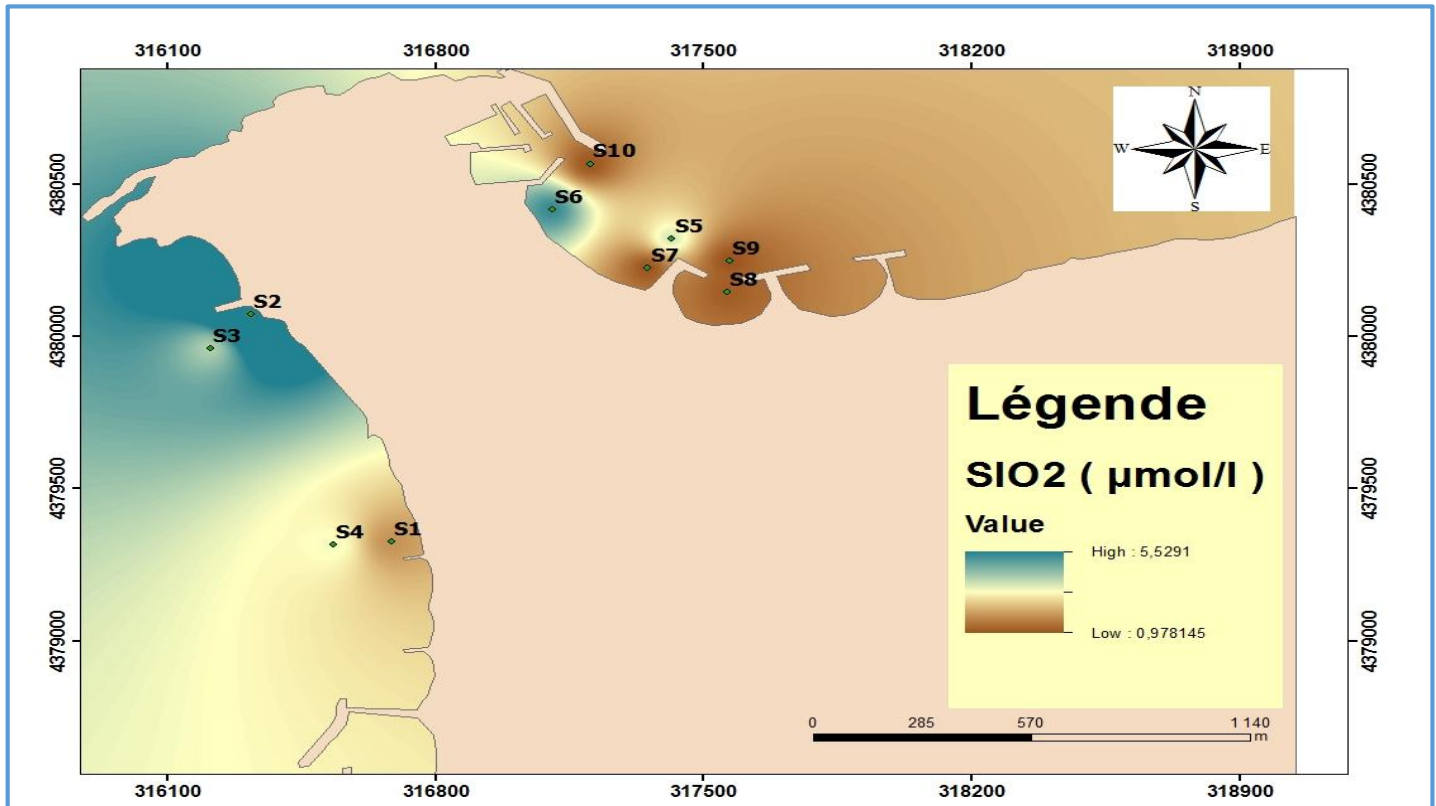 316100 316800 317500 318200 318900
N
W E
S
4380500 4380500
S10
S6
S5
S9
S7
S8
S2
S3
4380000 4380000
Légende
SIO2 ( µmol/l )
Value
High : 5,5291
Low : 0,978145
4379500 4379500
S4 S1
4379000 4379000
0 285 570 1 140
m
316100 316800 317500 318200 318900